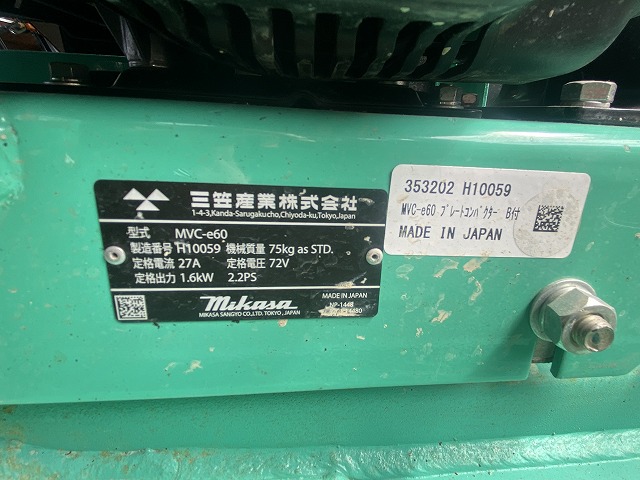 三笠産業株式会社
1-4-3,Kanda-Sarugakucho,Chiyoda-ku,Tokyo,Japan
型式 MVC-e60
製造番号 H10059 機械質量 75kg as STD.
定格電流 27A 定格電圧 72V
定格出力 1.6kW 2.2PS
Mikasa
MIKASA SANGYO CO.,LTD. TOKYO, JAPAN
MADE IN JAPAN
NP-1448
353202 H10059
MVC-e60 プレートコンパクター B付
MADE IN JAPAN